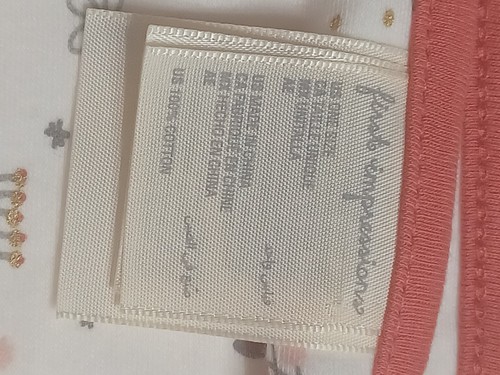 first impressions
US ONE SIZE
CA TAILLE UNIQUE
MX UNITALLA
AE
US MADE IN CHINA
CA FABRIQUÉ EN CHINE
MX HECHO EN CHINA
AE
US 100% COTTON